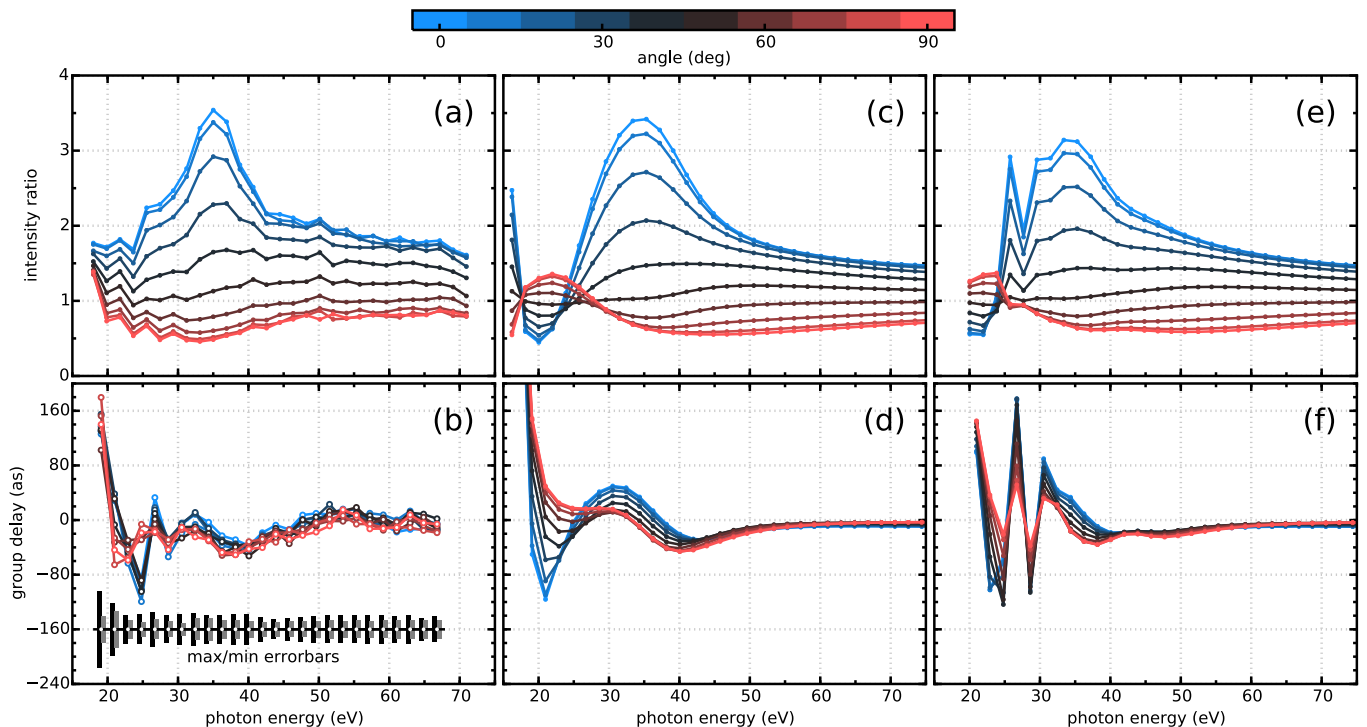 0 30 60 90
angle (deg)
4
3
2
1
0
intensity ratio
(a)
(c)
(e)
160
80
0
−80
−160
−240
group delay (as)
(b)
(d)
(f)
max/min errorbars
20 30 40 50 60 70
20 30 40 50 60 70
20 30 40 50 60 70
photon energy (eV)
photon energy (eV)
photon energy (eV)